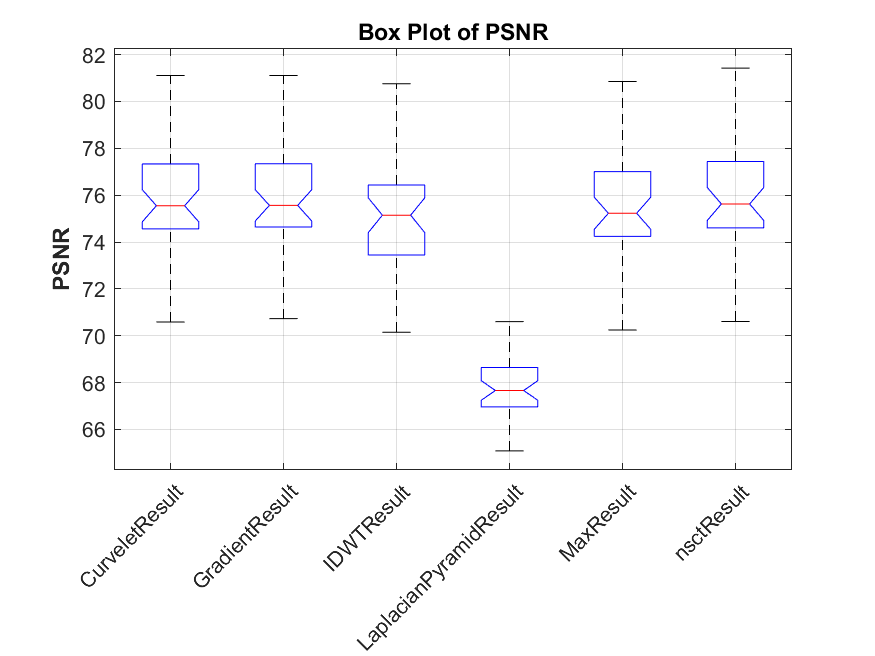 Box Plot of PSNR
PSNR
82
80
78
76
74
72
70
68
66
CurveletResult
GradientResult
IDWTResult
LaplacianPyramidResult
MaxResult
nsctResult